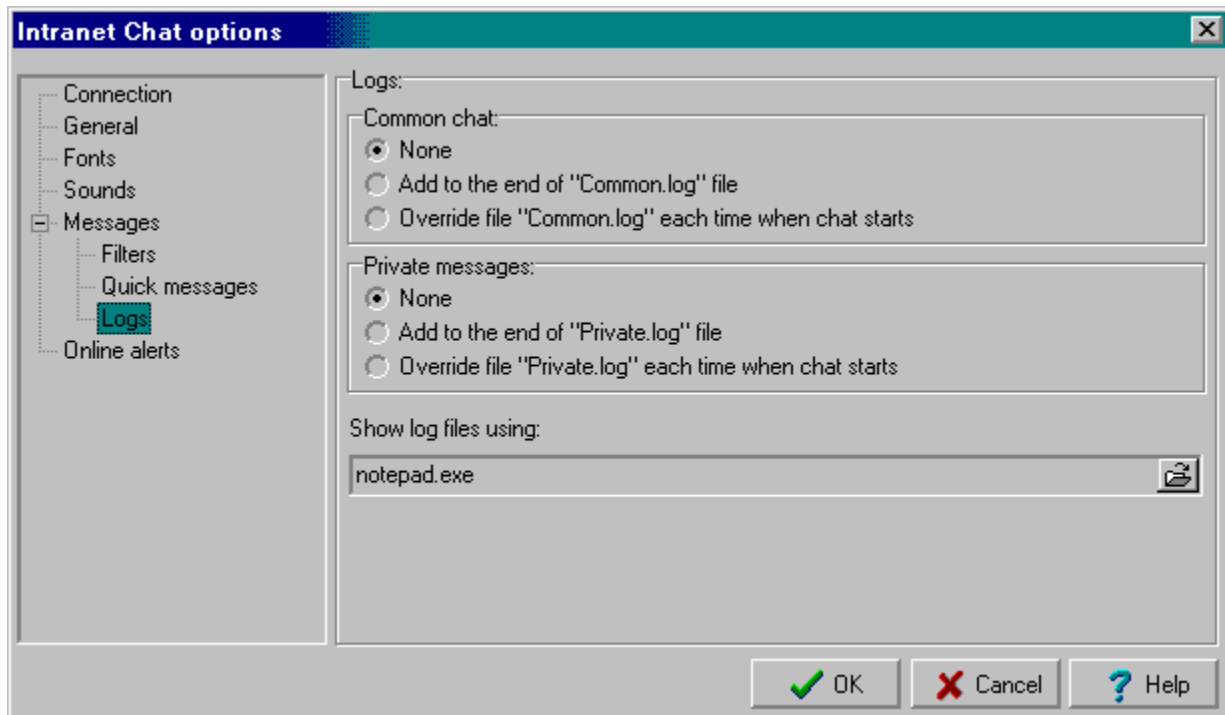 Intranet Chat options
Connection
General
Fonts
Sounds
Messages
Filters
Quick messages
Logs
Online alerts
Logs:
Common chat:
None
Add to the end of "Common.log" file
Override file "Common.log" each time when chat starts
Private messages:
None
Add to the end of "Private.log" file
Override file "Private.log" each time when chat starts
Show log files using:
notepad.exe
OK
Cancel
Help